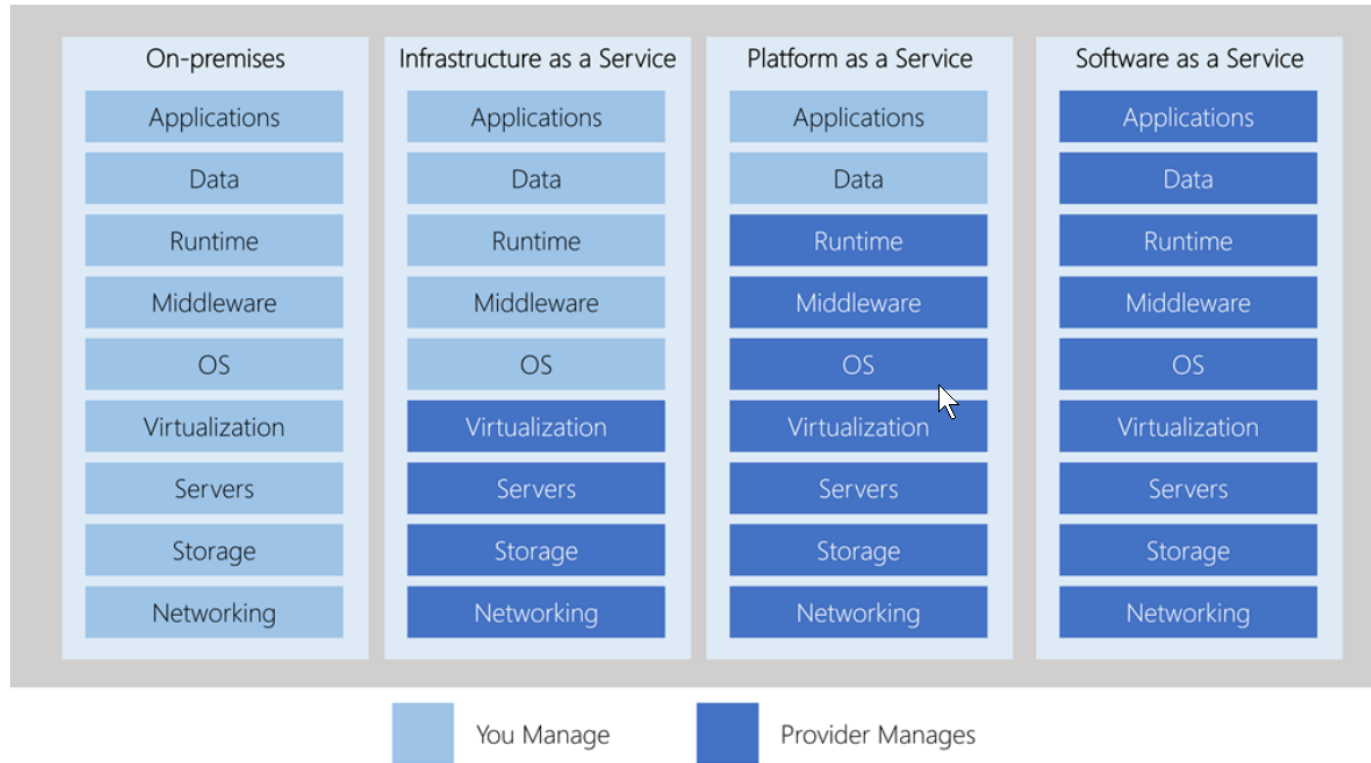 On-premises
Applications
Data
Runtime
Middleware
OS
Virtualization
Servers
Storage
Networking
Infrastructure as a Service
Applications
Data
Runtime
Middleware
OS
Virtualization
Servers
Storage
Networking
Platform as a Service
Applications
Data
Runtime
Middleware
OS
Virtualization
Servers
Storage
Networking
Software as a Service
Applications
Data
Runtime
Middleware
OS
Virtualization
Servers
Storage
Networking
You Manage
Provider Manages